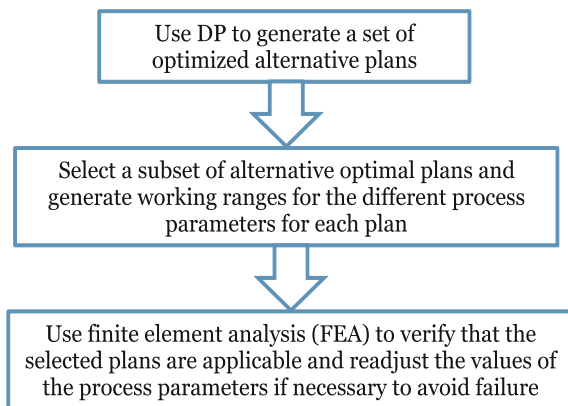 Use DP to generate a set of
optimized alternative plans
Select a subset of alternative optimal plans and
generate working ranges for the different process
parameters for each plan
Use finite element analysis (FEA) to verify that the
selected plans are applicable and readjust the values of
the process parameters if necessary to avoid failure